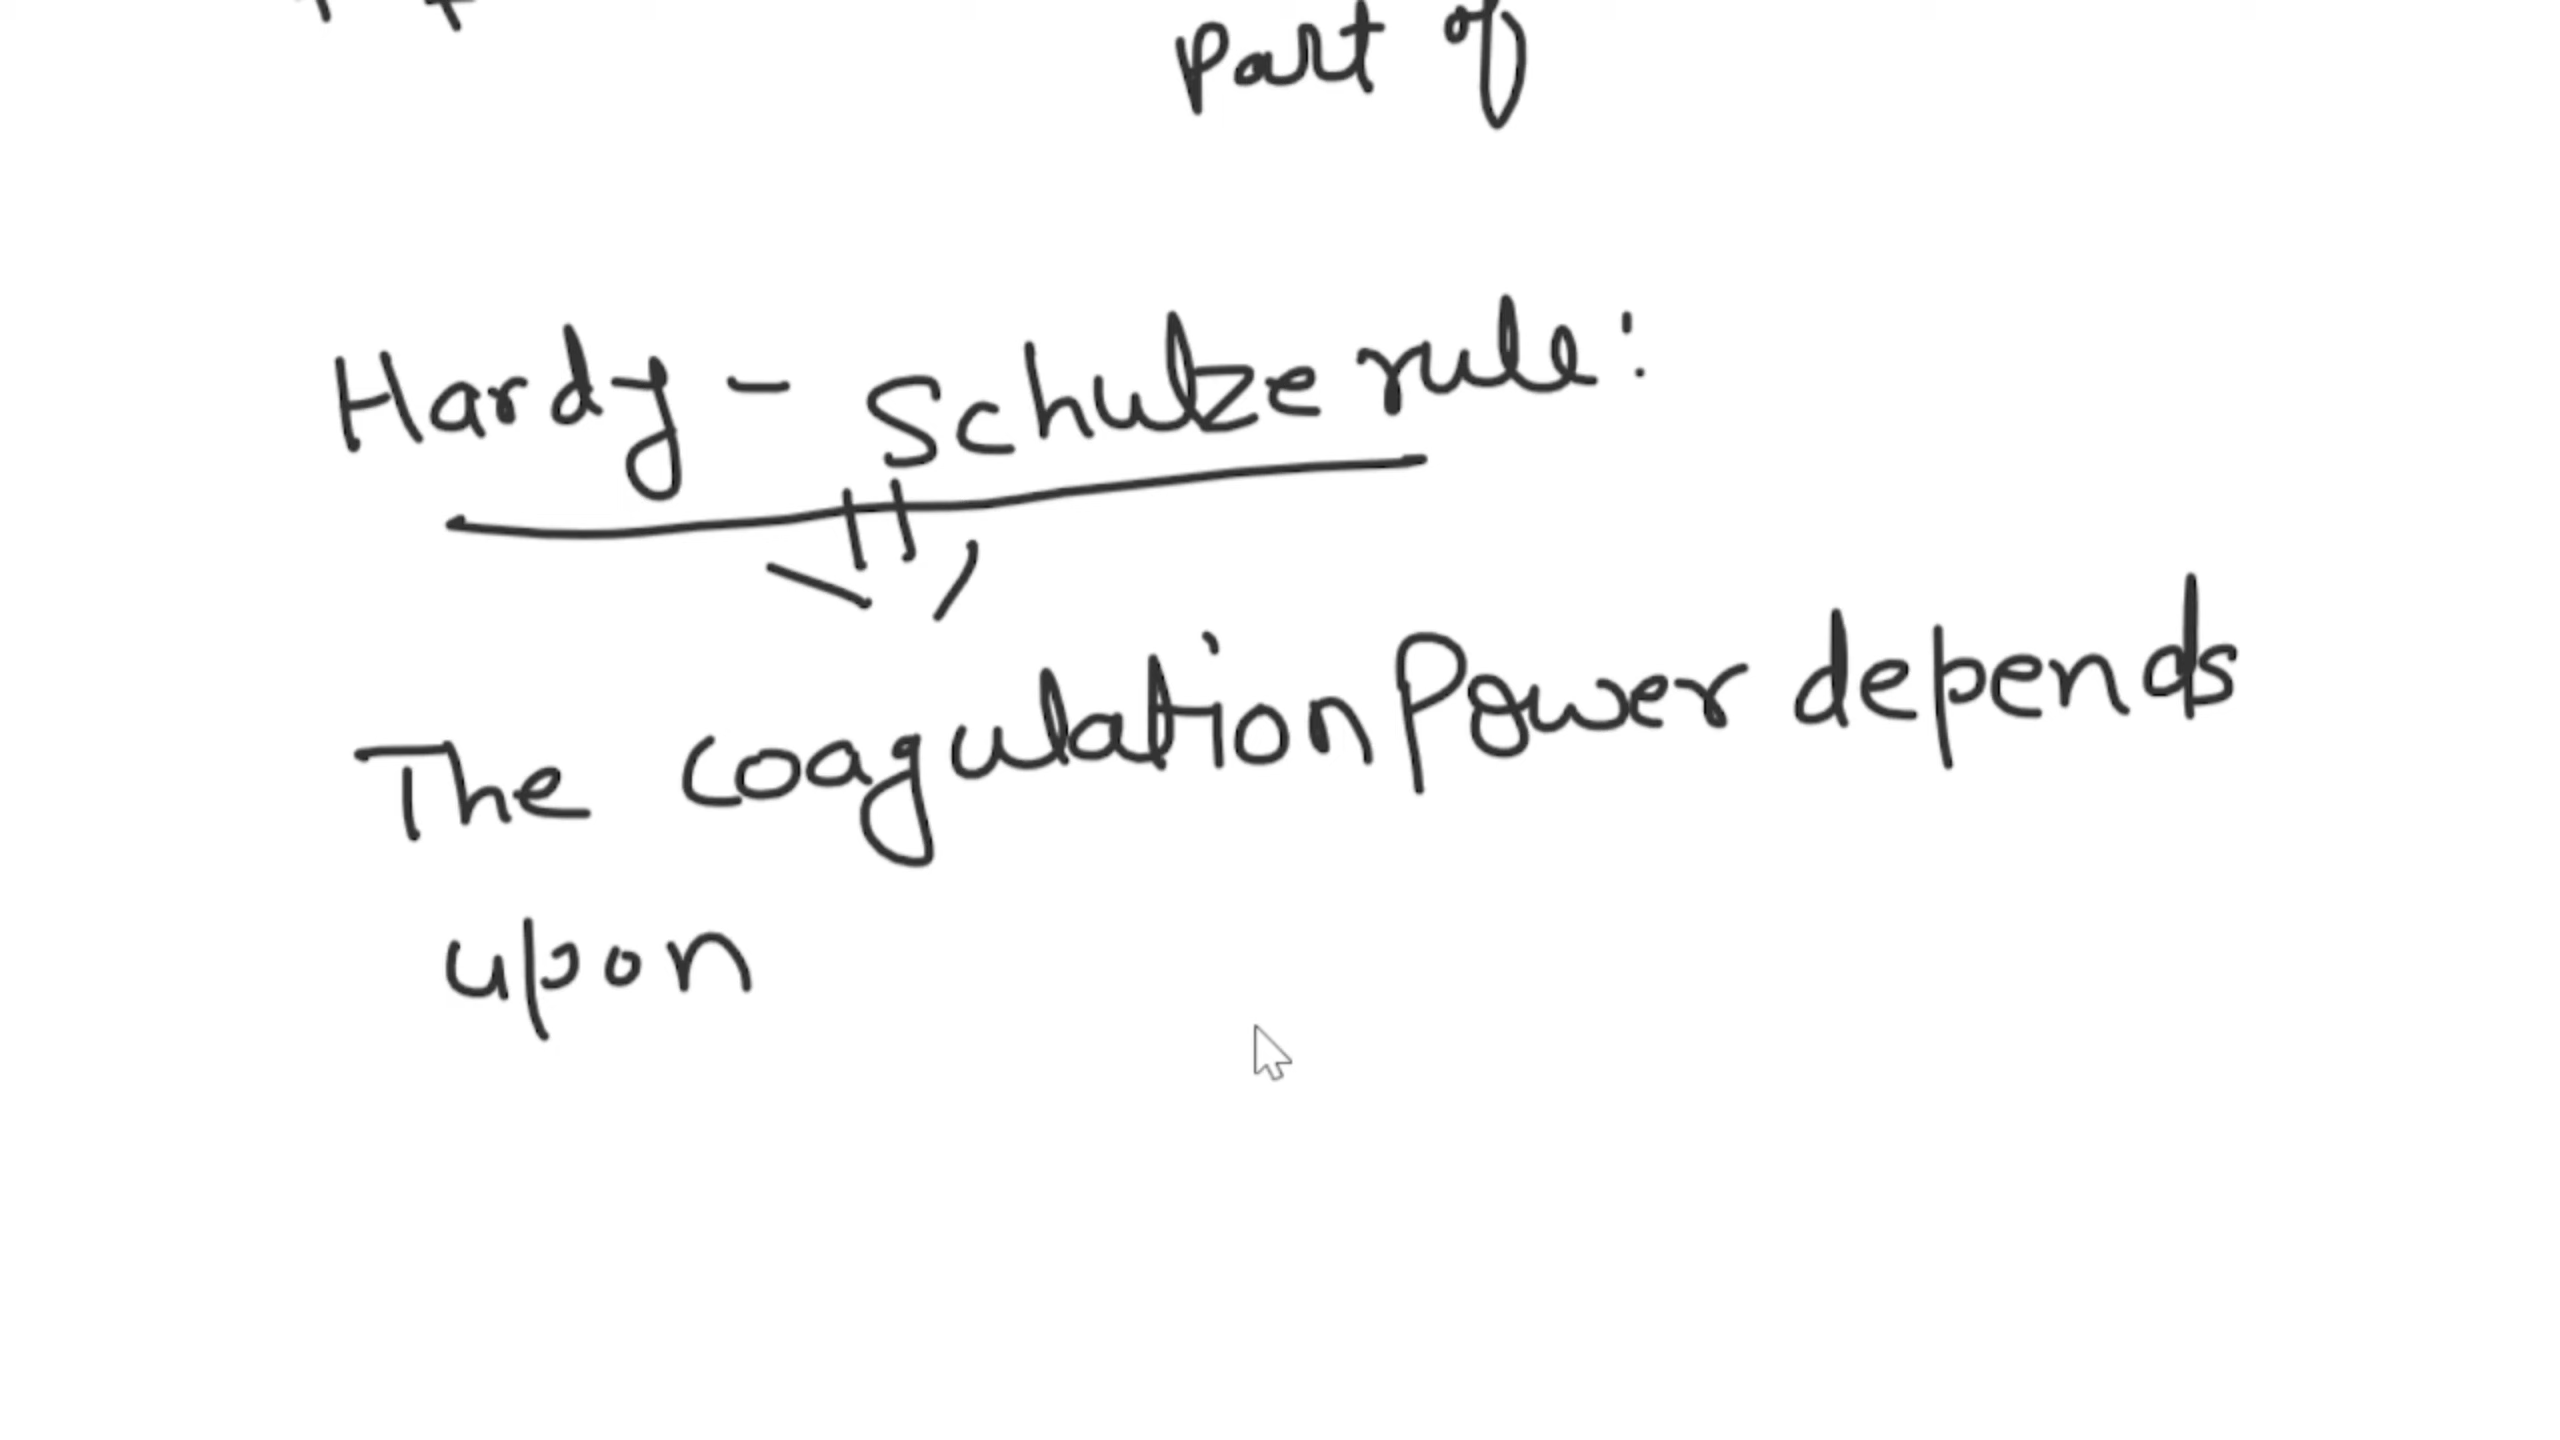 Part of
Hardy - Schulze rule:
The coagulation Power depends
upon